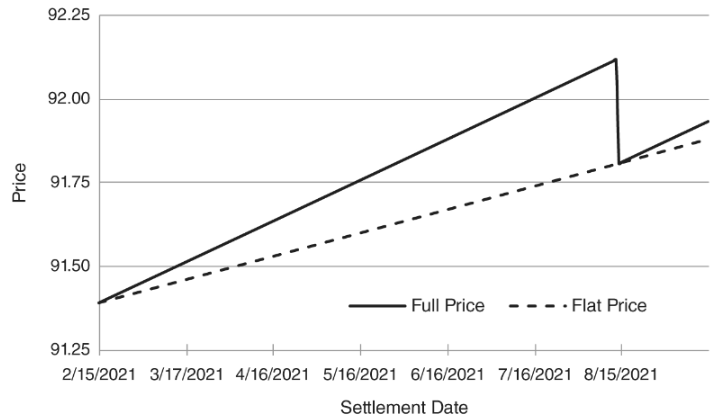 92.25
92.00
91.75
91.50
91.25
Price
Full Price
Flat Price
2/15/2021 3/17/2021 4/16/2021 5/16/2021 6/16/2021 7/16/2021 8/15/2021
Settlement Date